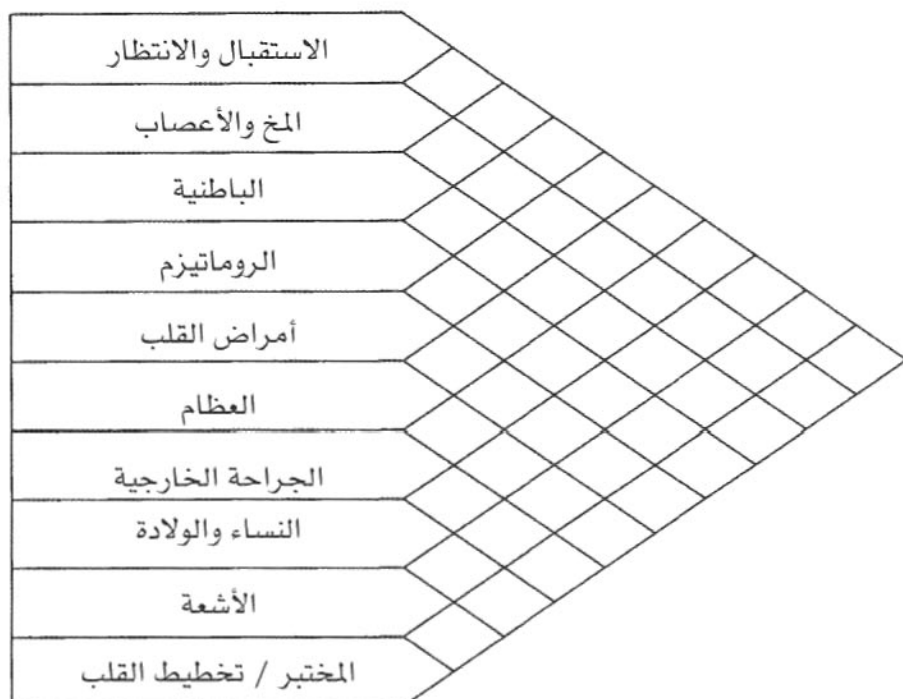 الاستقبال والانتظار
المخ والأعصاب
الباطنية
الروماتيزم
أمراض القلب
العظام
الجراحة الخارجية
النساء والولادة
الأشعة
المختبر / تخطيط القلب